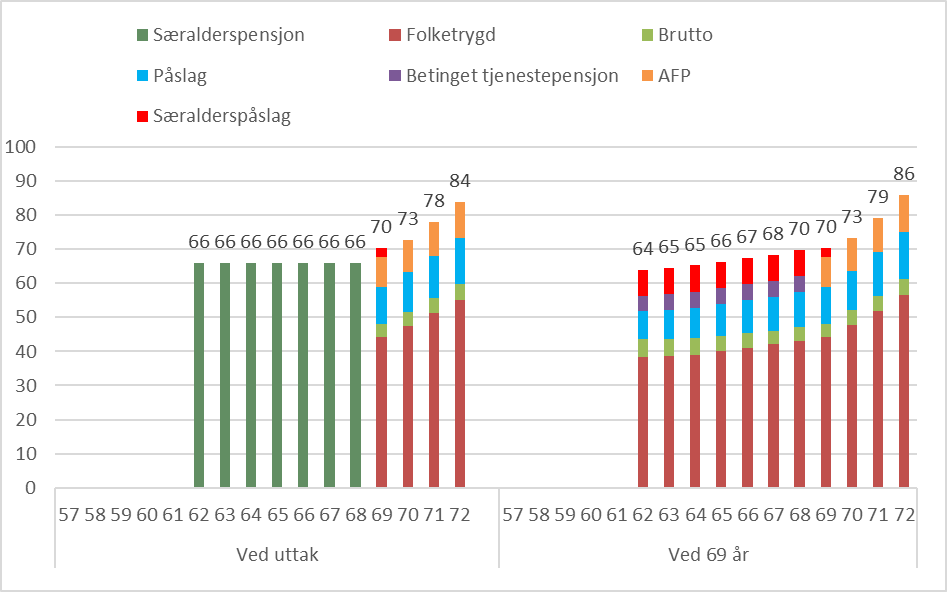 Særalderspensjon Folketrygd Brutto
Påslag Betinget tjenestepensjon AFP
Særalderspåslag
100
90
80
70
60
50
40
30
20
10
0
66 66 66 66 66 66 66 70 73 78 84
64 65 65 66 67 68 70 70 73 79 86
57 58 59 60 61 62 63 64 65 66 67 68 69 70 71 72 57 58 59 60 61 62 63 64 65 66 67 68 69 70 71 72
Ved uttak Ved 69 år